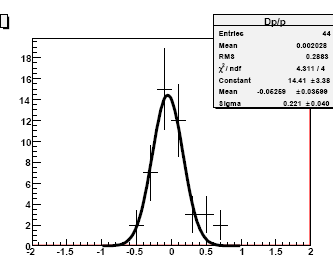 Dp/p
Entries 44
Mean 0.002028
RMS 0.2883
χ²/ndf 4.311/4
Constant 14.41 ±3.38
Mean -0.05259 ±0.03599
Sigma 0.221 ±0.040
18
16
14
12
10
8
6
4
2
0
-2 -1.5 -1 -0.5 0 0.5 1 1.5 2